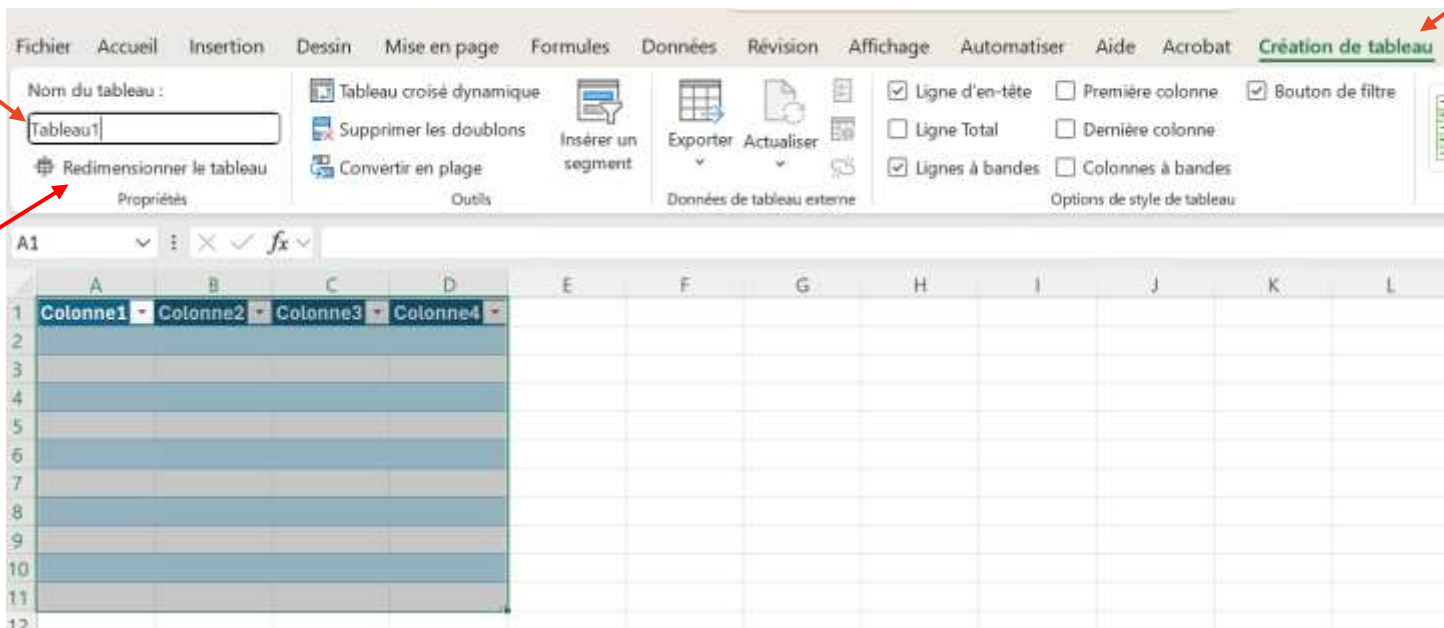 Fichier Accueil Insertion Dessin Mise en page Formules Données Révision Affichage Automatiser Aide Acrobat Création de tableau
Nom du tableau :
Tableau1
Redimensionner le tableau
Propriétés
Tableau croisé dynamique
Supprimer les doublons
Convertir en plage
Outils
Insérer un
segment
Exporter Actualiser
Données de tableau externe
Ligne d'en-tête Première colonne Bouton de filtre
Ligne Total Dernière colonne
Lignes à bandes Colonnes à bandes
Options de style de tableau
A1 fx
A B C D E F G H I J K L
1 Colonne1 Colonne2 Colonne3 Colonne4
2
3
4
5
6
7
8
9
10
11
12